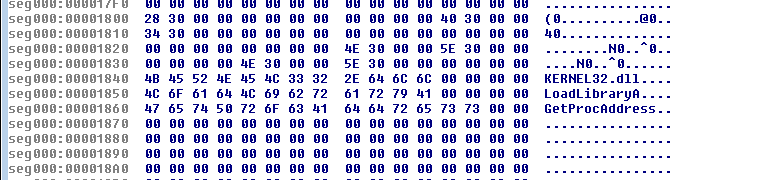 seg000:000017F0 00 00 00 00 00 00 00 00 00 00 00 00 00 00 00 00 ................
seg000:00001800 28 30 00 00 00 00 00 00 00 00 00 00 40 30 00 00 (0..........@0..
seg000:00001810 34 30 00 00 00 00 00 00 00 00 00 00 00 00 00 00 40..............
seg000:00001820 00 00 00 00 00 00 00 00 4E 30 00 00 5E 30 00 00 ........N0..^0..
seg000:00001830 00 00 00 00 4E 30 00 00 5E 30 00 00 00 00 00 00 ....N0..^0......
seg000:00001840 4B 45 52 4E 45 4C 33 32 2E 64 6C 6C 00 00 00 00 KERNEL32.dll....
seg000:00001850 4C 6F 61 64 4C 69 62 72 61 72 79 41 00 00 00 00 LoadLibraryA....
seg000:00001860 47 65 74 50 72 6F 63 41 64 64 72 65 73 73 00 00 GetProcAddress..
seg000:00001870 00 00 00 00 00 00 00 00 00 00 00 00 00 00 00 00 ................
seg000:00001880 00 00 00 00 00 00 00 00 00 00 00 00 00 00 00 00 ................
seg000:00001890 00 00 00 00 00 00 00 00 00 00 00 00 00 00 00 00 ................
seg000:000018A0 00 00 00 00 00 00 00 00 00 00 00 00 00 00 00 00 ................